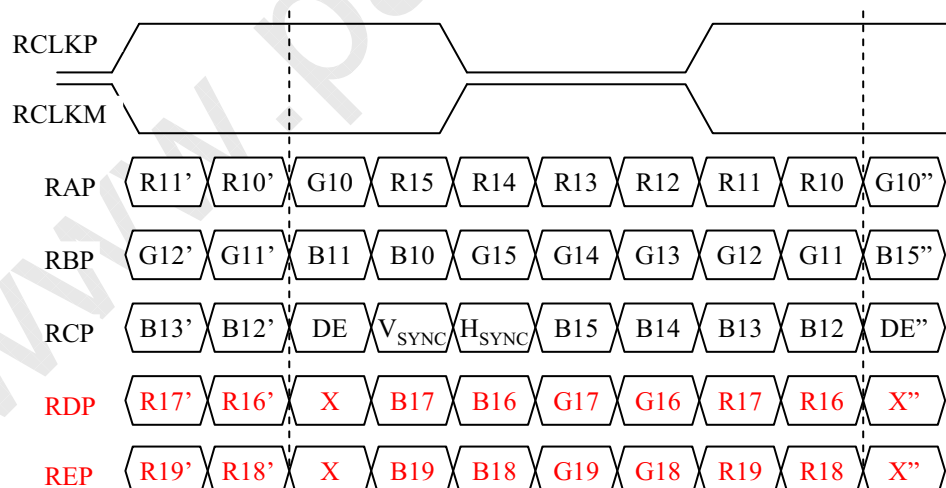 RCLKP
RCLKM
RAP R11’ R10’ G10 R15 R14 R13 R12 R11 R10 G10”
RBP G12’ G11’ B11 B10 G15 G14 G13 G12 G11 B15”
RCP B13’ B12’ DE VSYNC HSYNC B15 B14 B13 B12 DE”
RDP R17’ R16’ X B17 B16 G17 G16 R17 R16 X”
REP R19’ R18’ X B19 B18 G19 G18 R19 R18 X”
www.pa